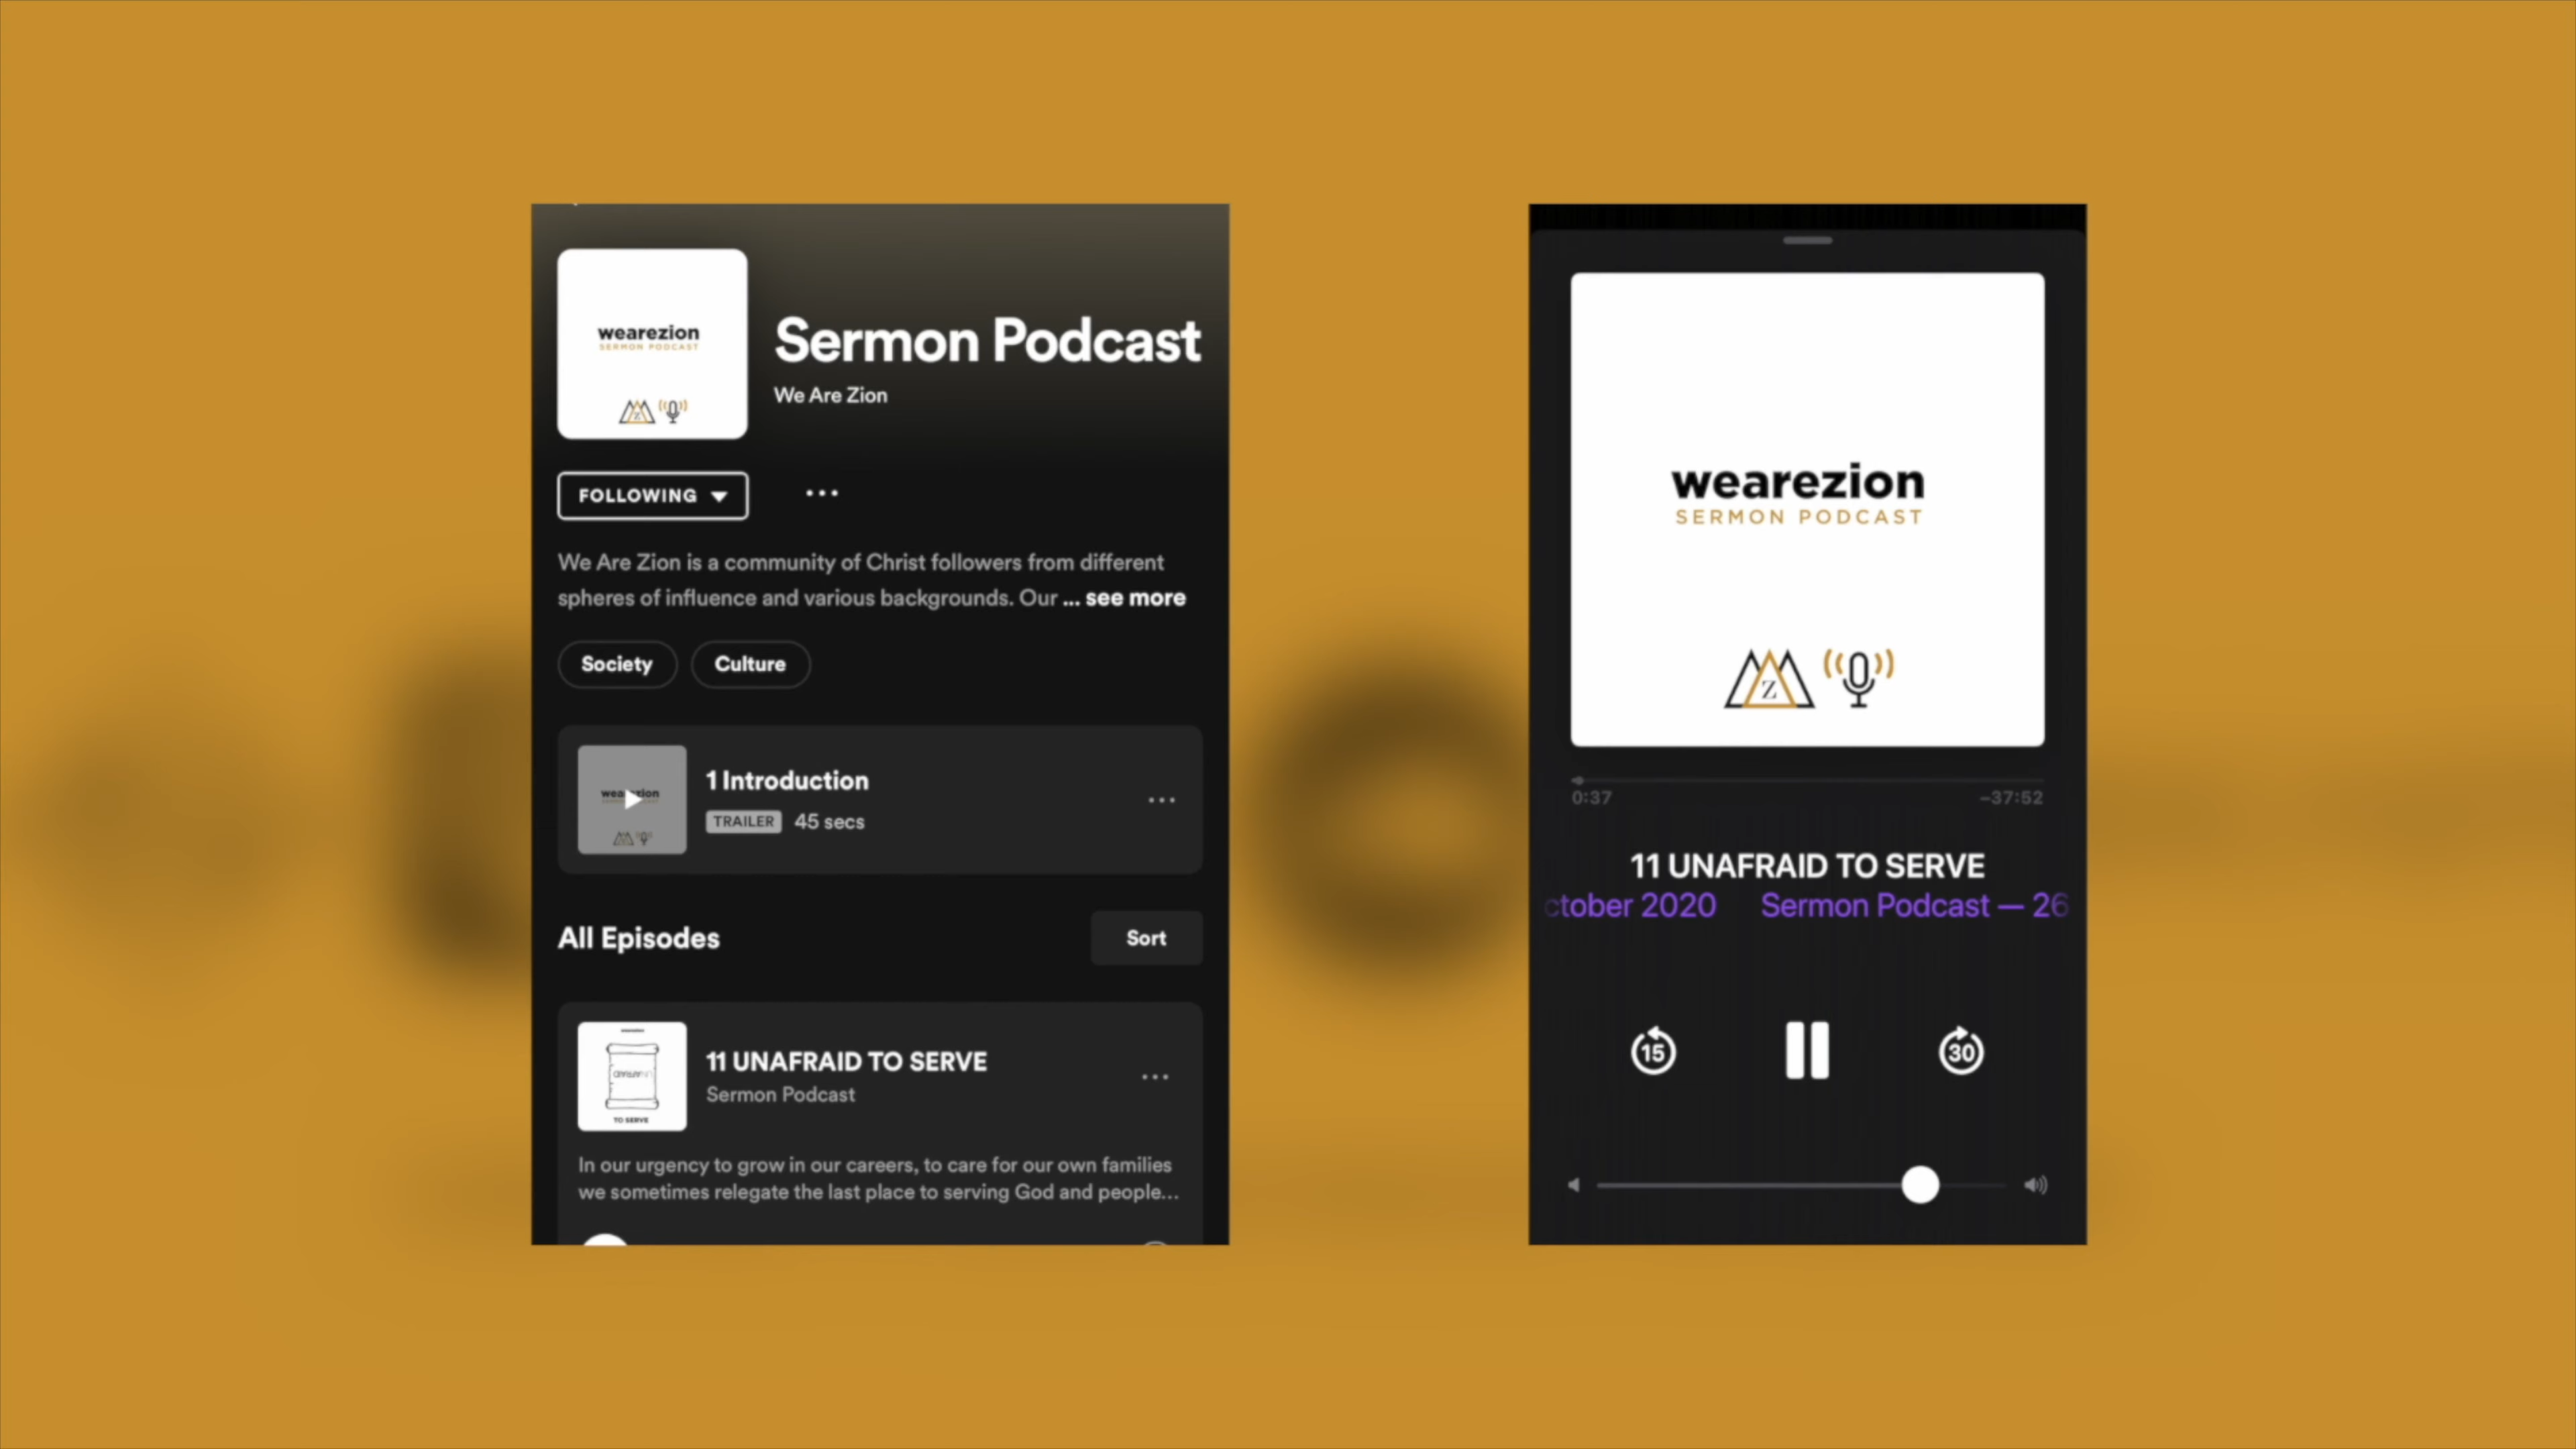 wearezion
SERMON PODCAST
Z
Sermon Podcast
We Are Zion
FOLLOWING
We Are Zion is a community of Christ followers from different
spheres of influence and various backgrounds. Our ... see more
Society
Culture
1 Introduction
TRAILER 45 secs
All Episodes
Sort
11 UNAFRAID TO SERVE
Sermon Podcast
UNAFRAID
TO SERVE
In our urgency to grow in our careers, to care for our own families
we sometimes relegate the last place to serving God and people...
wearezion
SERMON PODCAST
Z
0:37
–37:52
11 UNAFRAID TO SERVE
ctober 2020 Sermon Podcast — 26
15
30